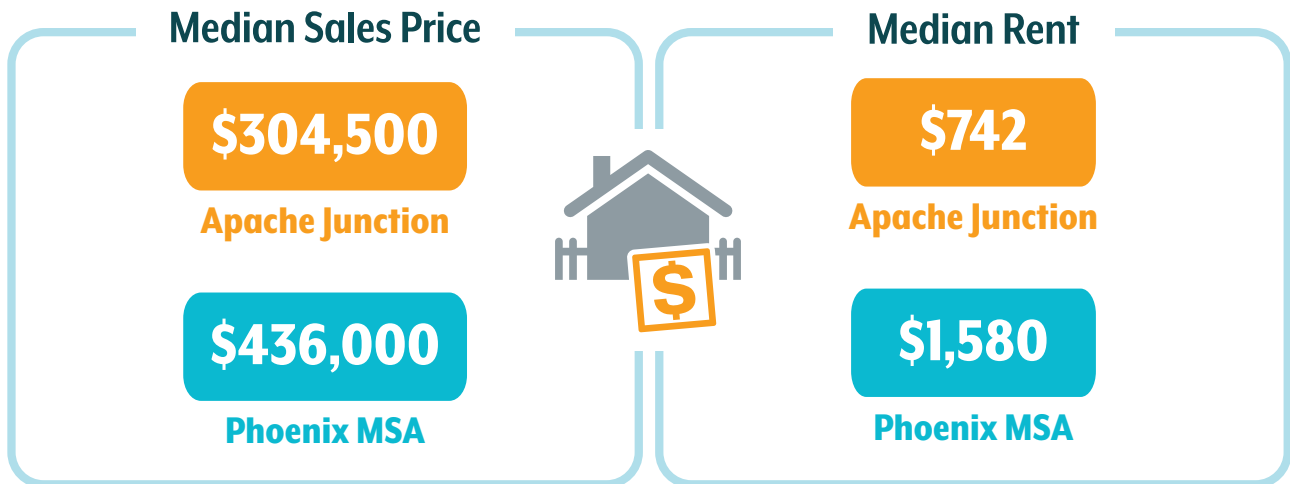 Median Sales Price
$304,500
Apache Junction
$436,000
Phoenix MSA
$
Median Rent
$742
Apache Junction
$1,580
Phoenix MSA